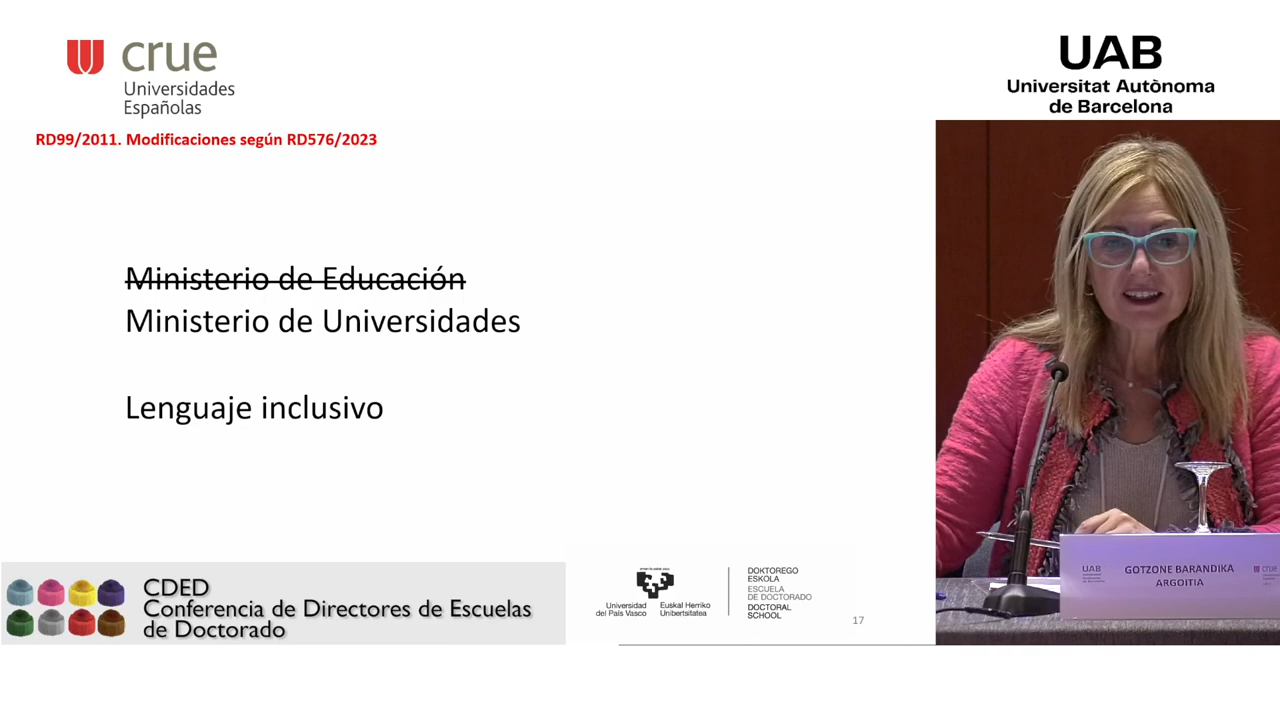 crue
Universidades
Españolas
UAB
Universitat Autònoma
de Barcelona
RD99/2011. Modificaciones según RD576/2023
Ministerio de Educación
Ministerio de Universidades
Lenguaje inclusivo
CDED
Conferencia de Directores de Escuelas
de Doctorado
Universidad
del País Vasco
Euskal Herriko
Unibertsitatea
DOKTOREGO
ESKOLA
ESCUELA
DE DOCTORADO
DOCTORAL
SCHOOL
17
UAB
GOTZONE BARANDIKA
ARGOITIA
crue